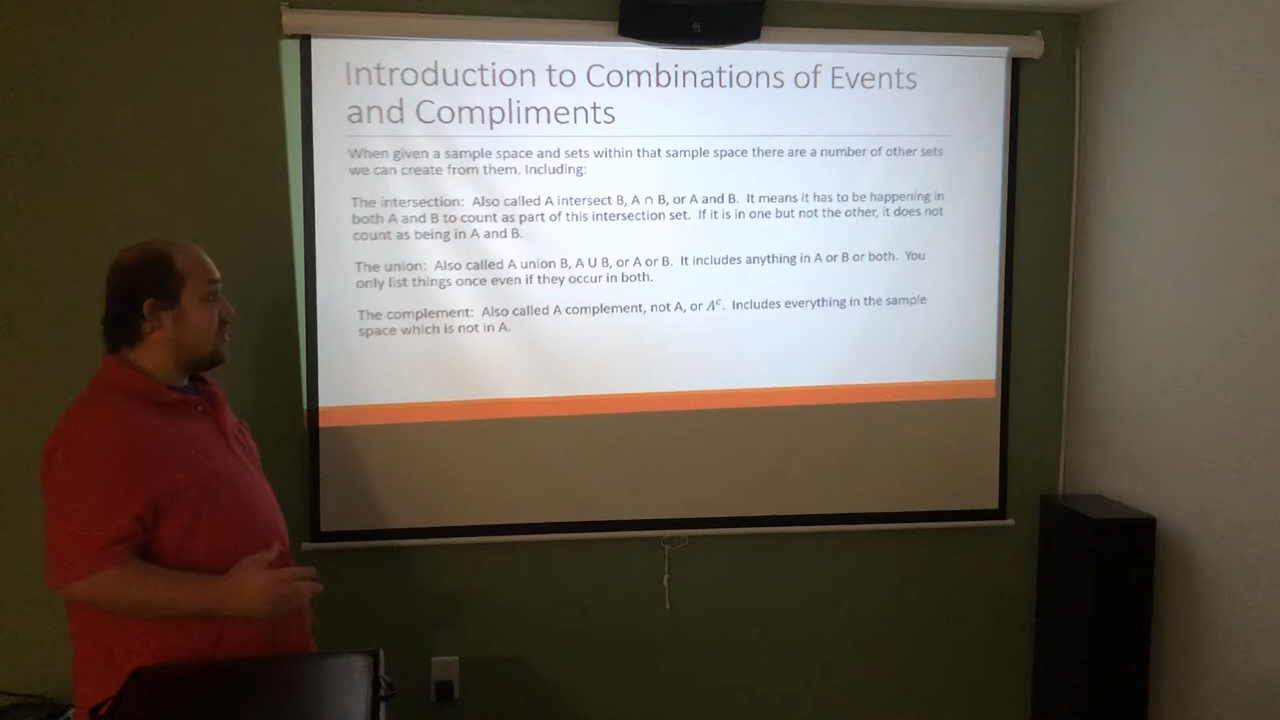 Introduction to Combinations of Events
and Compliments
When given a sample space and sets within that sample space there are a number of other sets
we can create from them. Including:
The intersection: Also called A intersect B, A ∩ B, or A and B. It means it has to be happening in
both A and B to count as part of this intersection set. If it is in one but not the other, it does not
count as being in A and B.
The union: Also called A union B, A U B, or A or B. It includes anything in A or B or both. You
only list things once even if they occur in both.
The complement: Also called A complement, not A, or Aᶜ. Includes everything in the sample
space which is not in A.